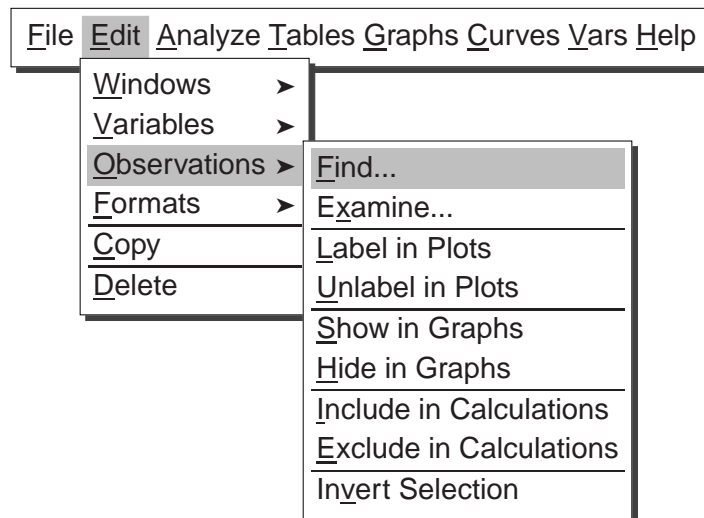 File Edit Analyze Tables Graphs Curves Vars Help
Windows ➤
Variables ➤
Observations ➤
Formats ➤
Copy
Delete
Find...
Examine...
Label in Plots
Unlabel in Plots
Show in Graphs
Hide in Graphs
Include in Calculations
Exclude in Calculations
Invert Selection